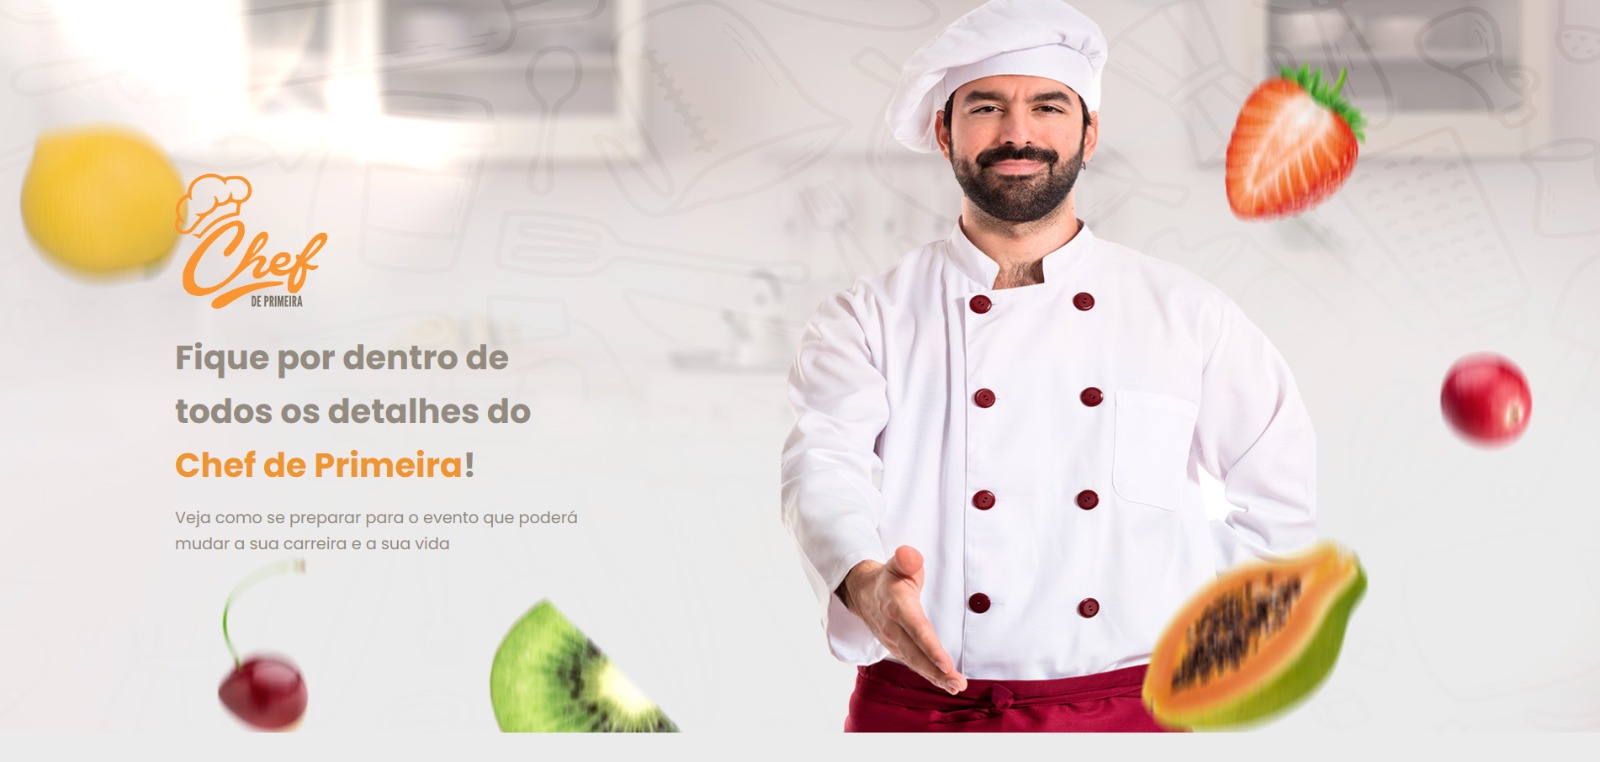 Chef
DE PRIMEIRA
Fique por dentro de
todos os detalhes do
Chef de Primeira!
Veja como se preparar para o evento que poderá
mudar a sua carreira e a sua vida